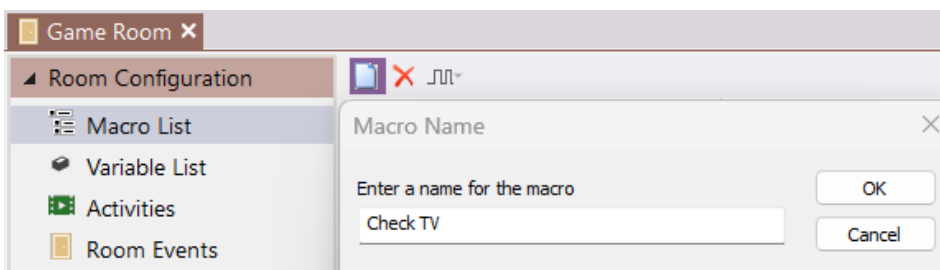 Game Room
Room Configuration
Macro List
Variable List
Activities
Room Events
Macro Name
Enter a name for the macro
Check TV
OK
Cancel